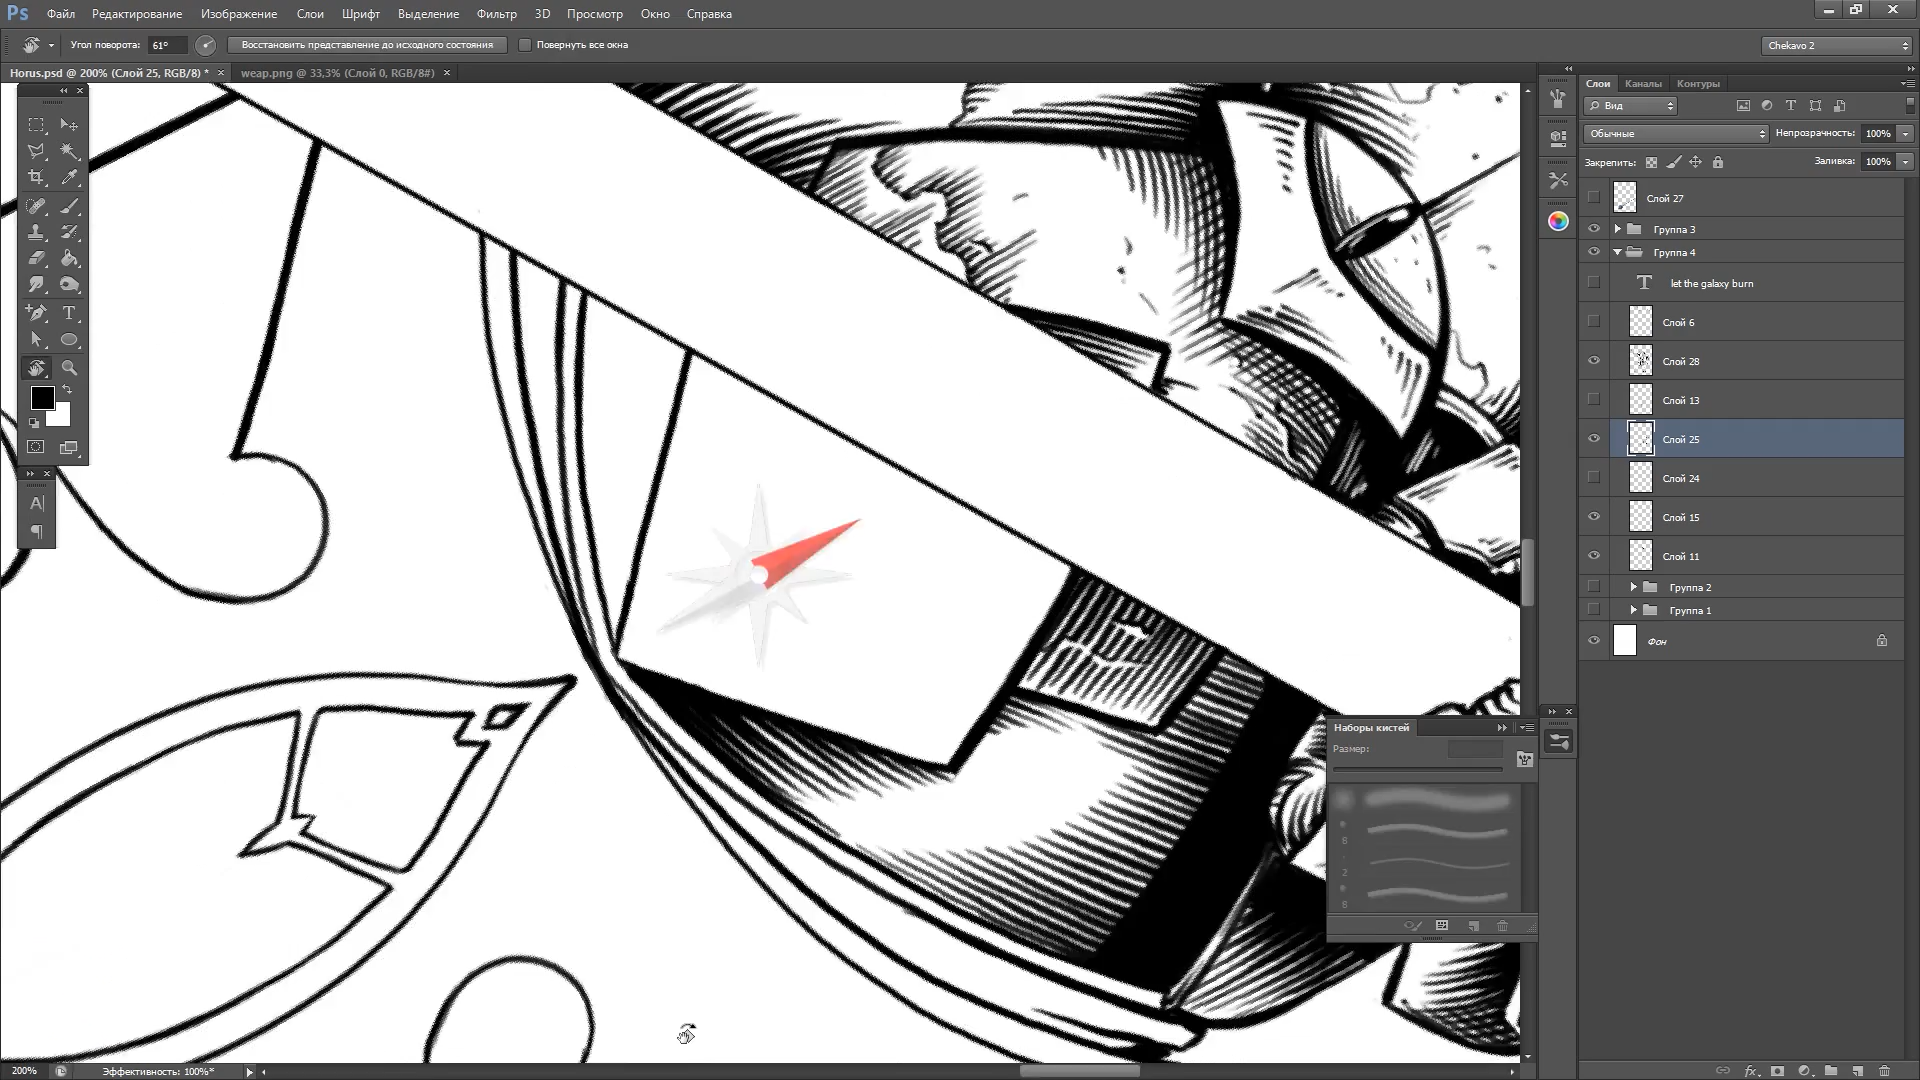 Ps Файл Редактирование Изображение Слои Шрифт Выделение Фильтр 3D Просмотр Окно Справка
Угол поворота: 61° Восстановить представление до исходного состояния Повернуть все окна Chekavo 2
Horus.psd @ 200% (Слой 25, RGB/8) * × weap.png @ 33,3% (Слой 0, RGB/8#) ×
Слои Каналы Контуры
Вид
Обычные Непрозрачность: 100%
Закрепить: Заливка: 100%
Слой 27
Группа 3
Группа 4
T let the galaxy burn
Слой 6
Слой 28
Слой 13
Слой 25
Слой 24
Слой 15
Слой 11
Группа 2
Группа 1
Фон
Наборы кистей
Размер:
8
2
8
200% Эффективность: 100%*